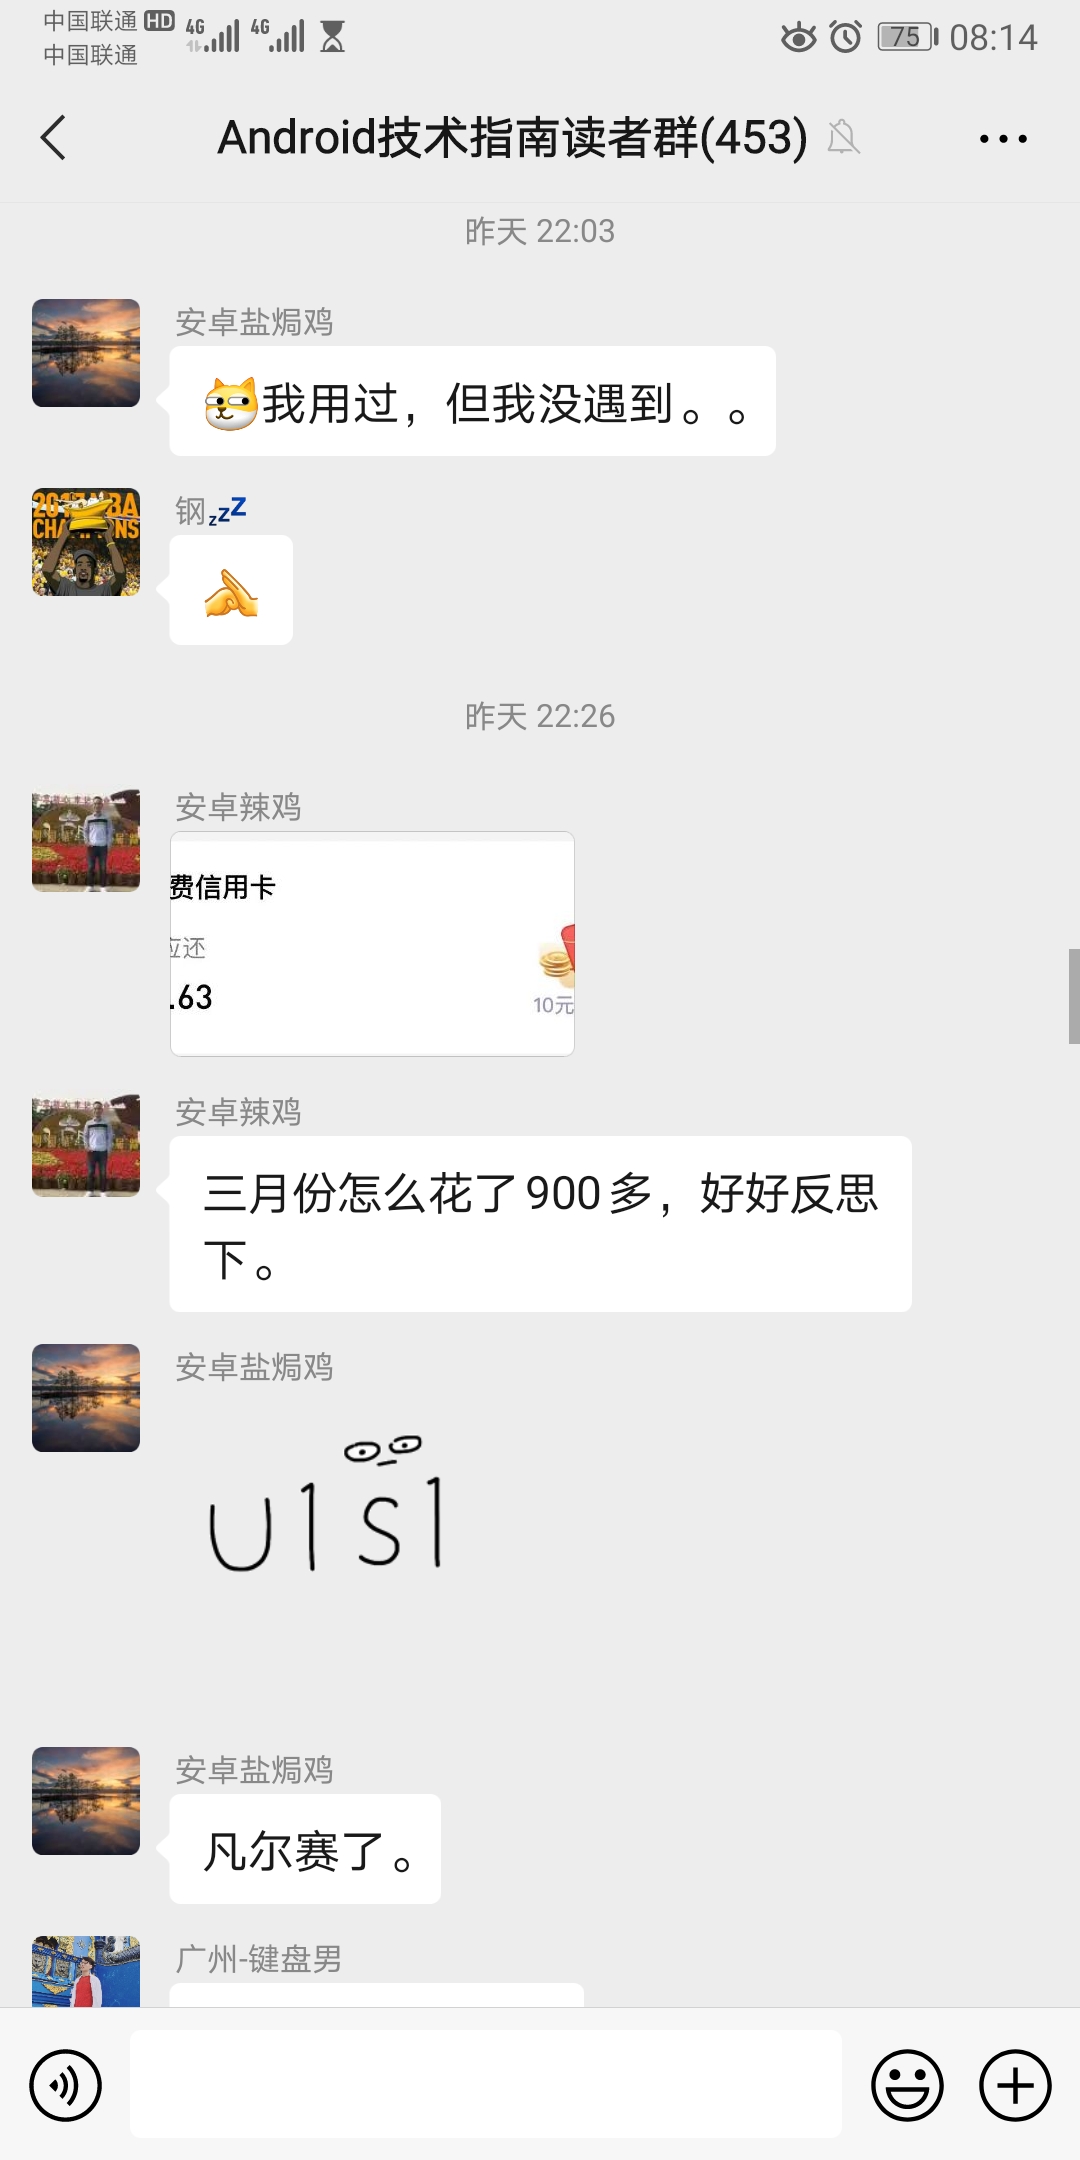 中国联通 HD 4G 4G 75 08:14
中国联通
Android技术指南读者群(453)
昨天 22:03
安卓盐焗鸡
我用过，但我没遇到。。
钢zzZ
昨天 22:26
安卓辣鸡
费信用卡
应还
.63
10元
安卓辣鸡
三月份怎么花了900多，好好反思
下。
安卓盐焗鸡
u1s1
安卓盐焗鸡
凡尔赛了。
广州-键盘男